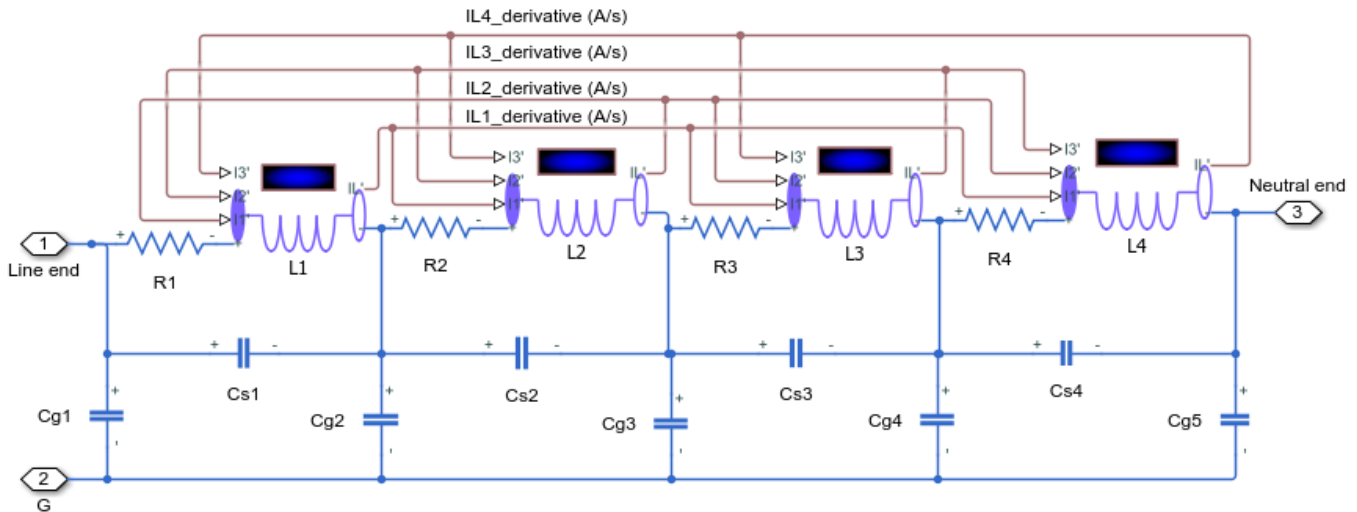 IL4_derivative (A/s)
IL3_derivative (A/s)
IL2_derivative (A/s)
IL1_derivative (A/s)
I3'
I2'
I1'
IL'
L1
I3'
I2'
I1'
IL'
L2
I3'
I2'
I1'
IL'
L3
I3'
I2'
I1'
IL'
L4
Neutral end
3
1
Line end
+ -
R1
+ -
R2
+ -
R3
+ -
R4
+ -
Cs1
+ -
Cs2
+ -
Cs3
+ -
Cs4
+
Cg1
+
Cg2
+
Cg3
+
Cg4
+
Cg5
2
G